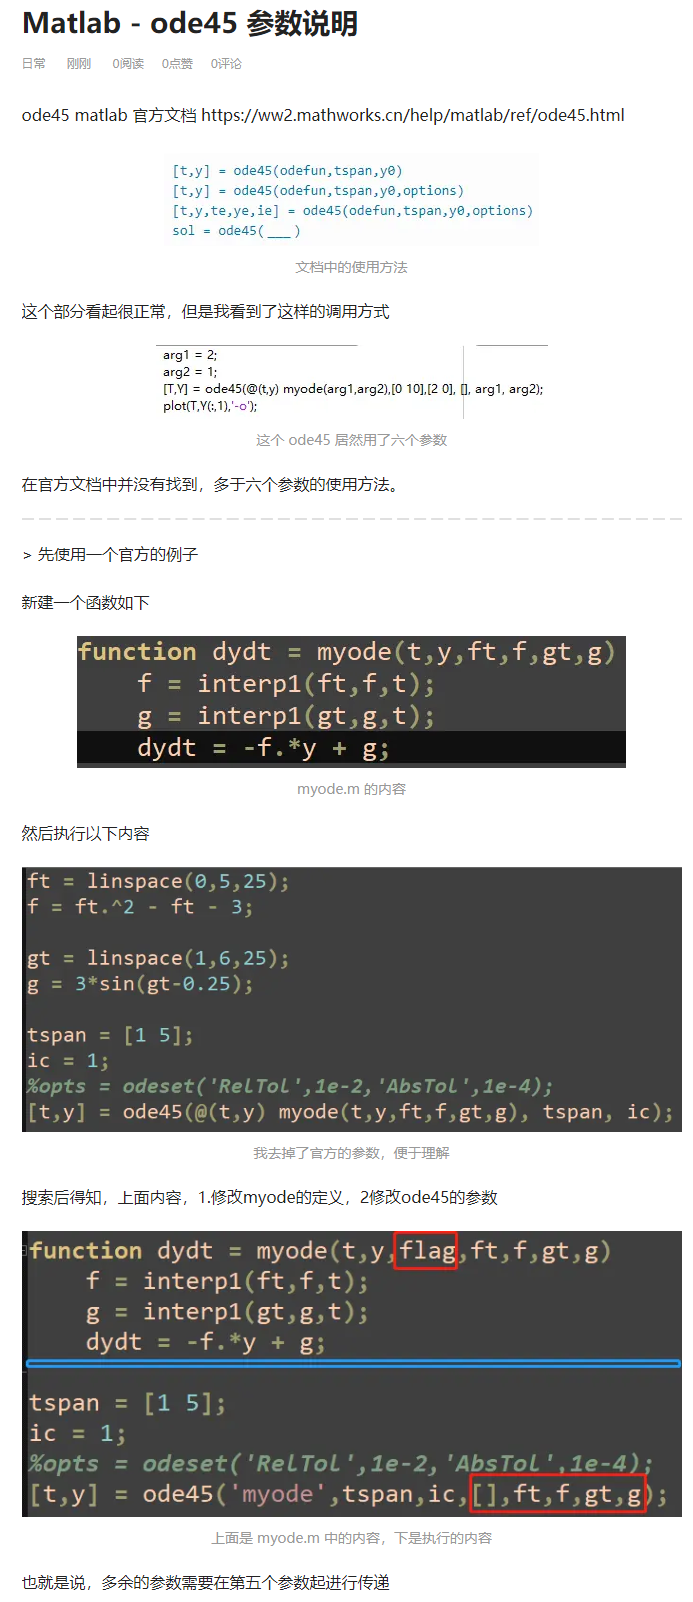 Matlab - ode45 参数说明
日常 刚刚 0阅读 0点赞 0评论
ode45 matlab 官方文档 https://ww2.mathworks.cn/help/matlab/ref/ode45.html
[t,y] = ode45(odefun,tspan,y0)
[t,y] = ode45(odefun,tspan,y0,options)
[t,y,te,ye,ie] = ode45(odefun,tspan,y0,options)
sol = ode45(___)
文档中的使用方法
这个部分看起很正常，但是我看到了这样的调用方式
arg1 = 2;
arg2 = 1;
[T,Y] = ode45(@(t,y) myode(arg1,arg2),[0 10],[2 0], [], arg1, arg2);
plot(T,Y(:,1),'-o');
这个 ode45 居然用了六个参数
在官方文档中并没有找到，多于六个参数的使用方法。
> 先使用一个官方的例子
新建一个函数如下
function dydt = myode(t,y,ft,f,gt,g)
f = interp1(ft,f,t);
g = interp1(gt,g,t);
dydt = -f.*y + g;
myode.m 的内容
然后执行以下内容
ft = linspace(0,5,25);
f = ft.^2 - ft - 3;
gt = linspace(1,6,25);
g = 3*sin(gt-0.25);
tspan = [1 5];
ic = 1;
%opts = odeset('RelTol',1e-2,'AbsTol',1e-4);
[t,y] = ode45(@(t,y) myode(t,y,ft,f,gt,g), tspan, ic);
我去掉了官方的参数，便于理解
搜索后得知，上面内容，1.修改myode的定义，2修改ode45的参数
function dydt = myode(t,y,flag,ft,f,gt,g)
f = interp1(ft,f,t);
g = interp1(gt,g,t);
dydt = -f.*y + g;
tspan = [1 5];
ic = 1;
%opts = odeset('RelTol',1e-2,'AbsTol',1e-4);
[t,y] = ode45('myode',tspan,ic,[],ft,f,gt,g);
上面是 myode.m 中的内容，下是执行的内容
也就是说，多余的参数需要在第五个参数起进行传递